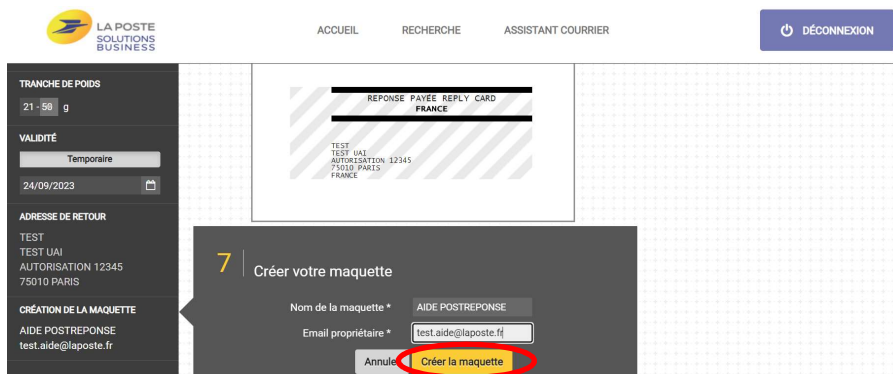 LA POSTE
SOLUTIONS
BUSINESS
ACCUEIL RECHERCHE ASSISTANT COURRIER DÉCONNEXION
TRANCHE DE POIDS
21 - 50 g
VALIDITÉ
Temporaire
24/09/2023
ADRESSE DE RETOUR
TEST
TEST UAI
AUTORISATION 12345
75010 PARIS
CRÉATION DE LA MAQUETTE
AIDE POSTREPONSE
test.aide@laposte.fr
REPONSE PAYÉE REPLY CARD
FRANCE
TEST
TEST UAI
AUTORISATION 12345
75010 PARIS
FRANCE
7 Créer votre maquette
Nom de la maquette * AIDE POSTREPONSE
Email propriétaire * test.aide@laposte.fr
Annule Créer la maquette